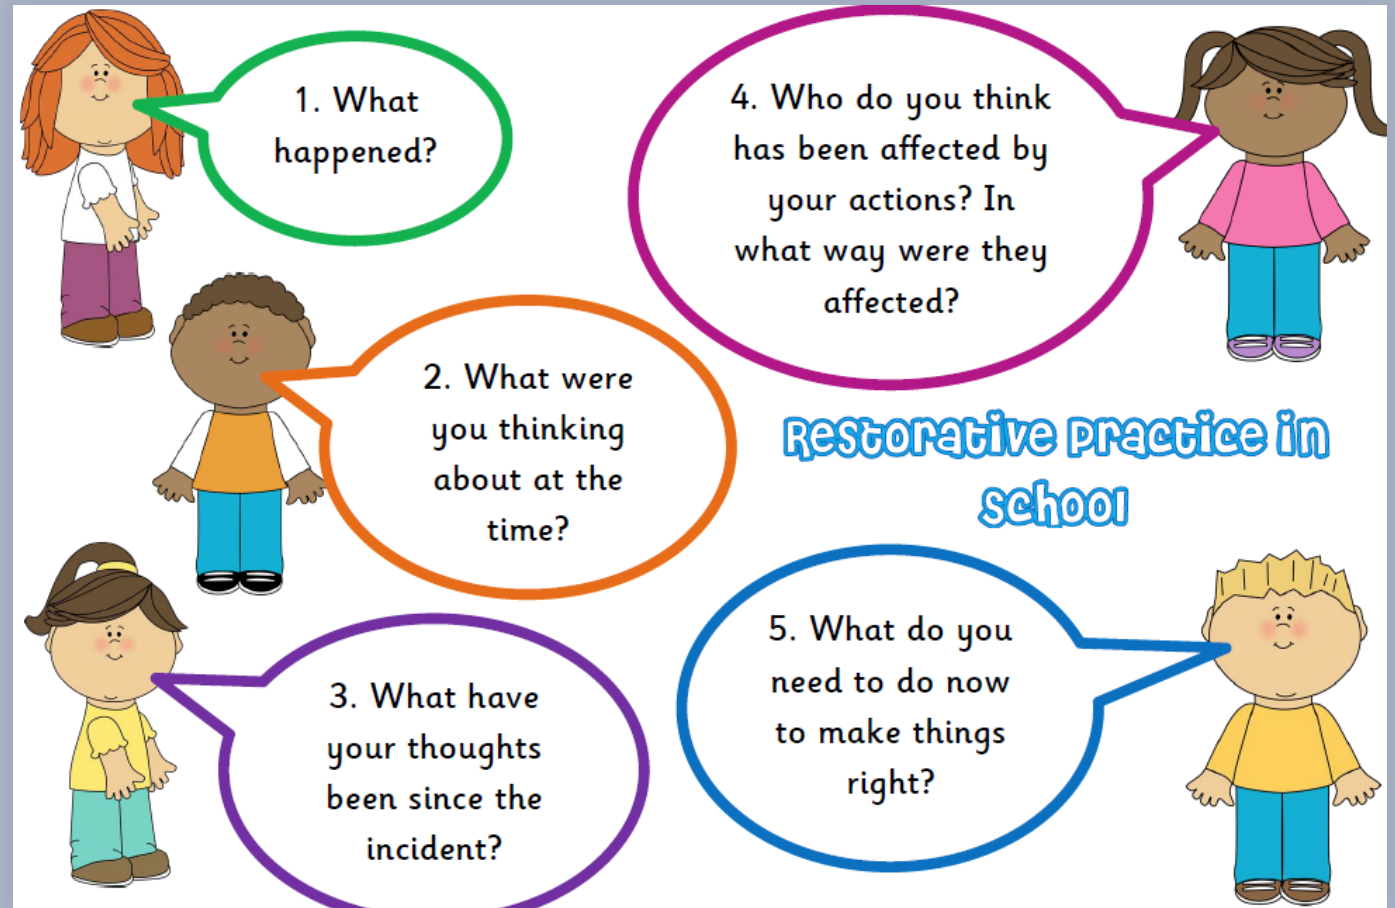 1. What
happened?
2. What were
you thinking
about at the
time?
3. What have
your thoughts
been since the
incident?
4. Who do you think
has been affected by
your actions? In
what way were they
affected?
Restorative practice in
school
5. What do you
need to do now
to make things
right?